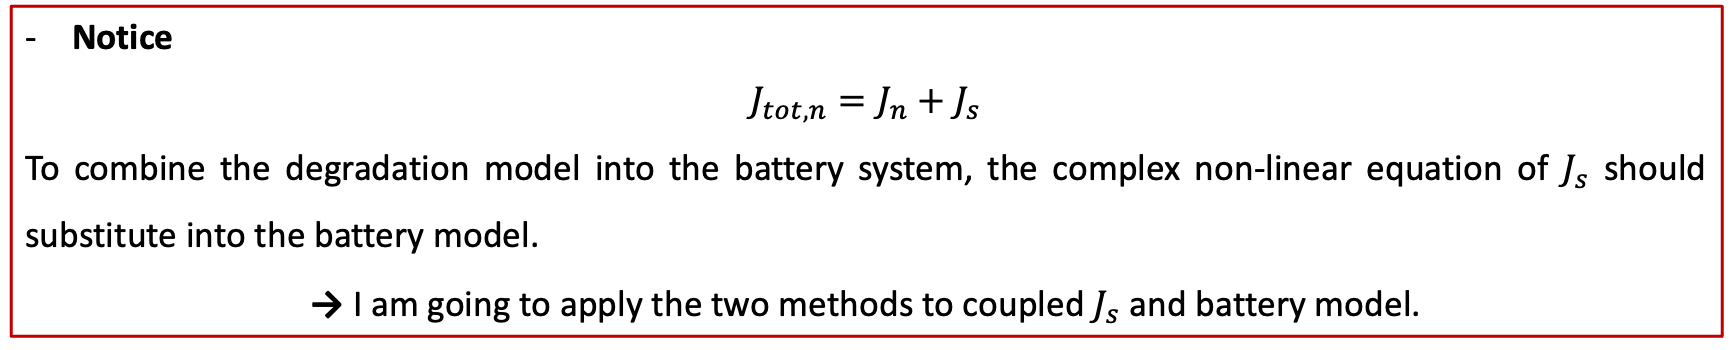 - Notice
J_{tot,n} = J_n + J_s
To combine the degradation model into the battery system, the complex non-linear equation of J_s should
substitute into the battery model.
→ I am going to apply the two methods to coupled J_s and battery model.